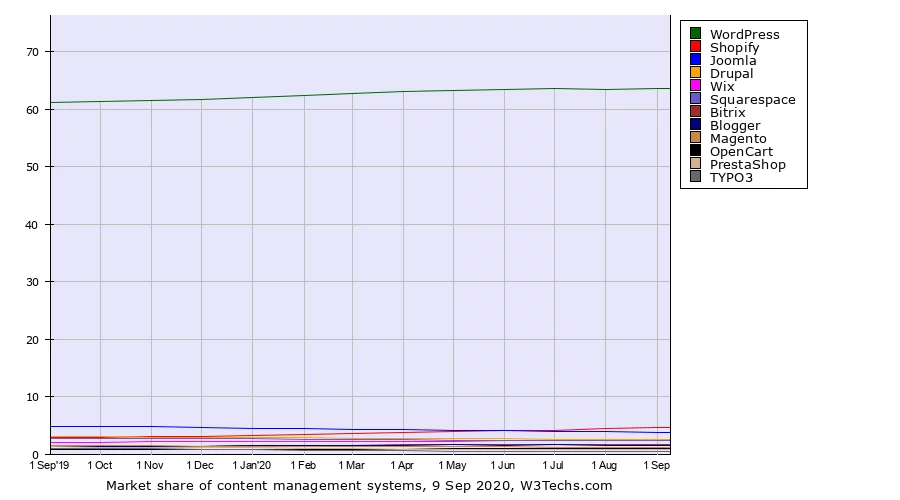 70
60
50
40
30
20
10
0
1 Sep'19 1 Oct 1 Nov 1 Dec 1 Jan'20 1 Feb 1 Mar 1 Apr 1 May 1 Jun 1 Jul 1 Aug 1 Sep
Market share of content management systems, 9 Sep 2020, W3Techs.com
WordPress
Shopify
Joomla
Drupal
Wix
Squarespace
Bitrix
Blogger
Magento
OpenCart
PrestaShop
TYPO3